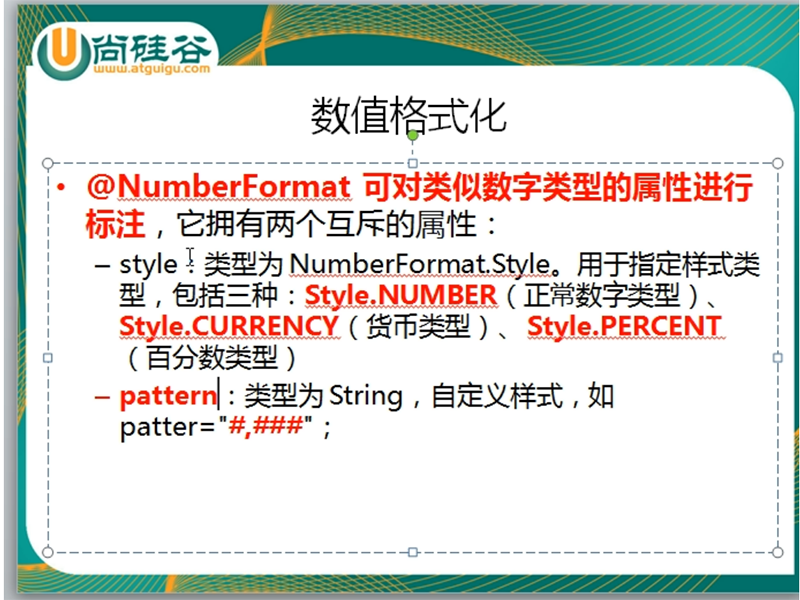 尚硅谷
www.atguigu.com
数值格式化
• @NumberFormat 可对类似数字类型的属性进行
标注，它拥有两个互斥的属性：
– style：类型为 NumberFormat.Style。用于指定样式类
型，包括三种：Style.NUMBER（正常数字类型）、
Style.CURRENCY（货币类型）、 Style.PERCENT
（百分数类型）
– pattern：类型为 String，自定义样式，如
patter="#,###"；